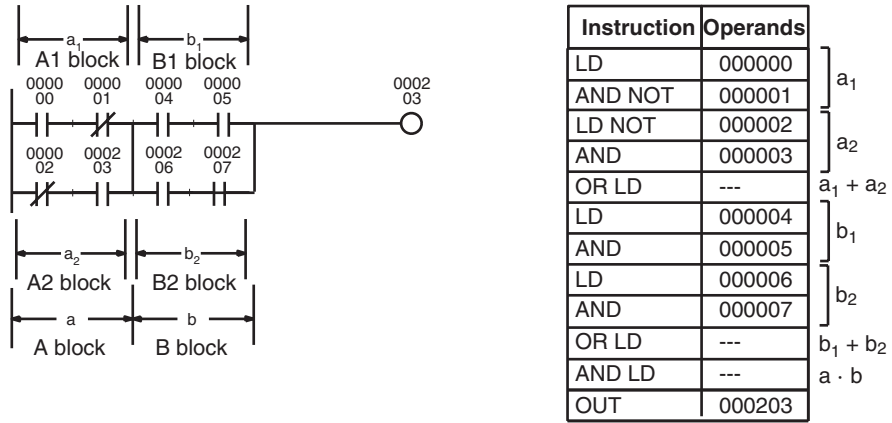 a1 b1
A1 block B1 block
0000 0000 0000 0000 0002
00 01 04 05 03
0000 0002 0002 0002
02 03 06 07
a2 b2
A2 block B2 block
a b
A block B block
Instruction Operands
LD 000000
AND NOT 000001
a1
LD NOT 000002
AND 000003
a2
OR LD --- a1 + a2
LD 000004
AND 000005
b1
LD 000006
AND 000007
b2
OR LD --- b1 + b2
AND LD --- a · b
OUT 000203